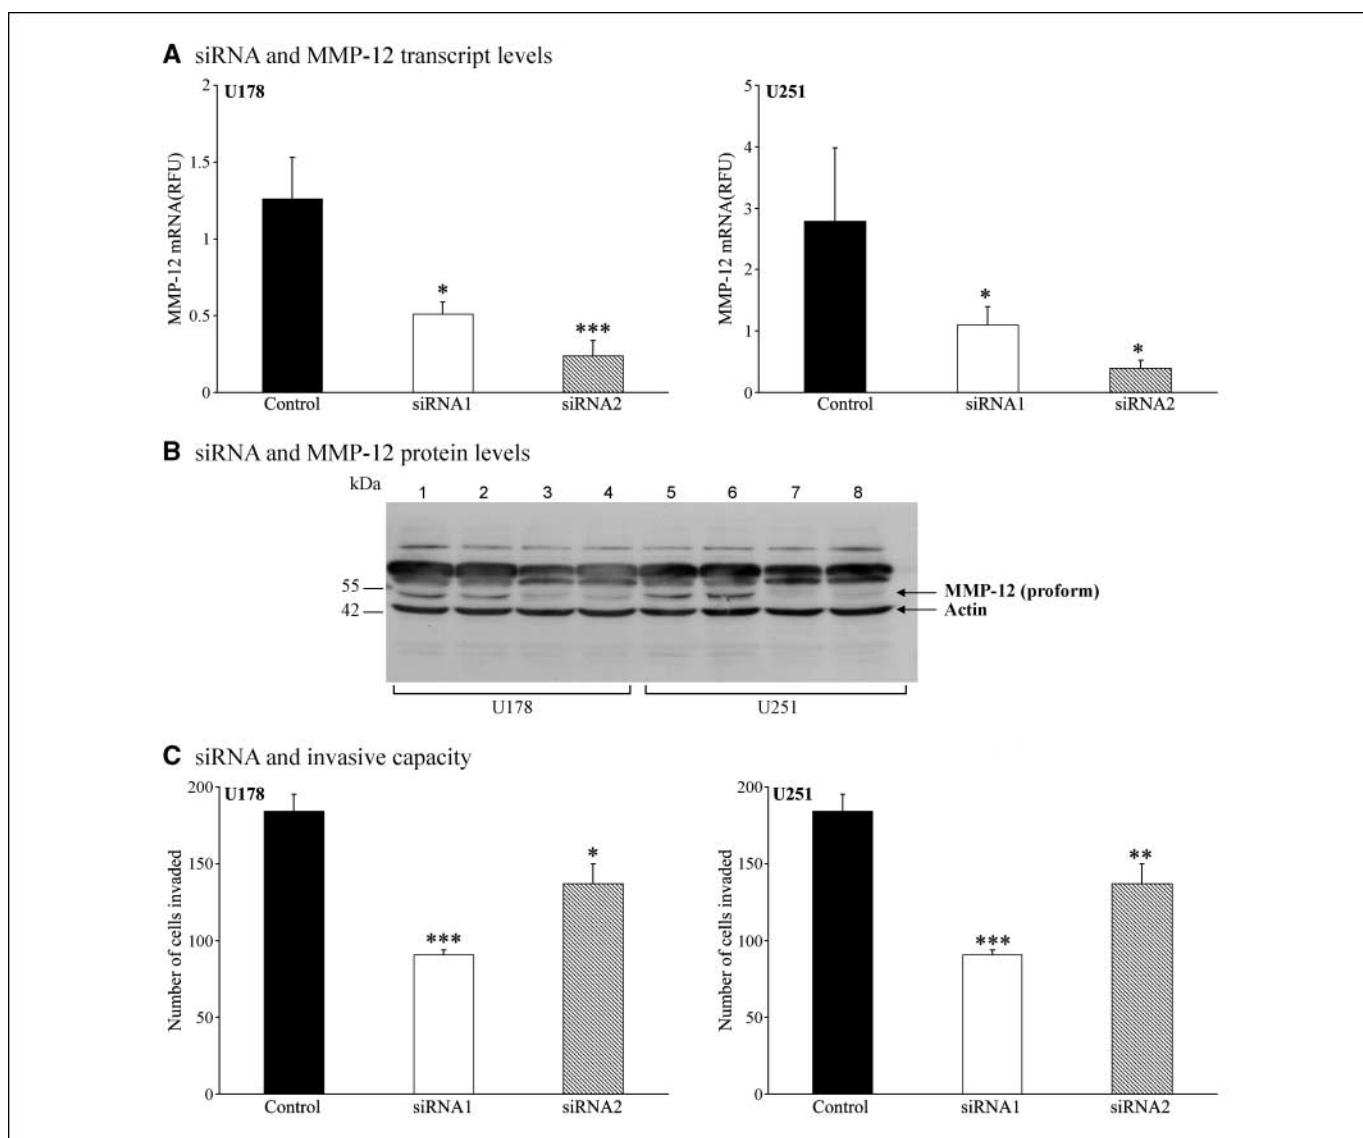 A siRNA and MMP-12 transcript levels
U178
MMP-12 mRNA(RFU)
2
1.5
1
0.5
0
*
***
Control siRNA1 siRNA2
U251
MMP-12 mRNA(RFU)
5
4
3
2
1
0
*
*
Control siRNA1 siRNA2
B siRNA and MMP-12 protein levels
kDa
1 2 3 4 5 6 7 8
55
42
MMP-12 (proform)
Actin
U178 U251
C siRNA and invasive capacity
U178
Number of cells invaded
200
150
100
50
0
***
*
Control siRNA1 siRNA2
U251
Number of cells invaded
200
150
100
50
0
***
**
Control siRNA1 siRNA2